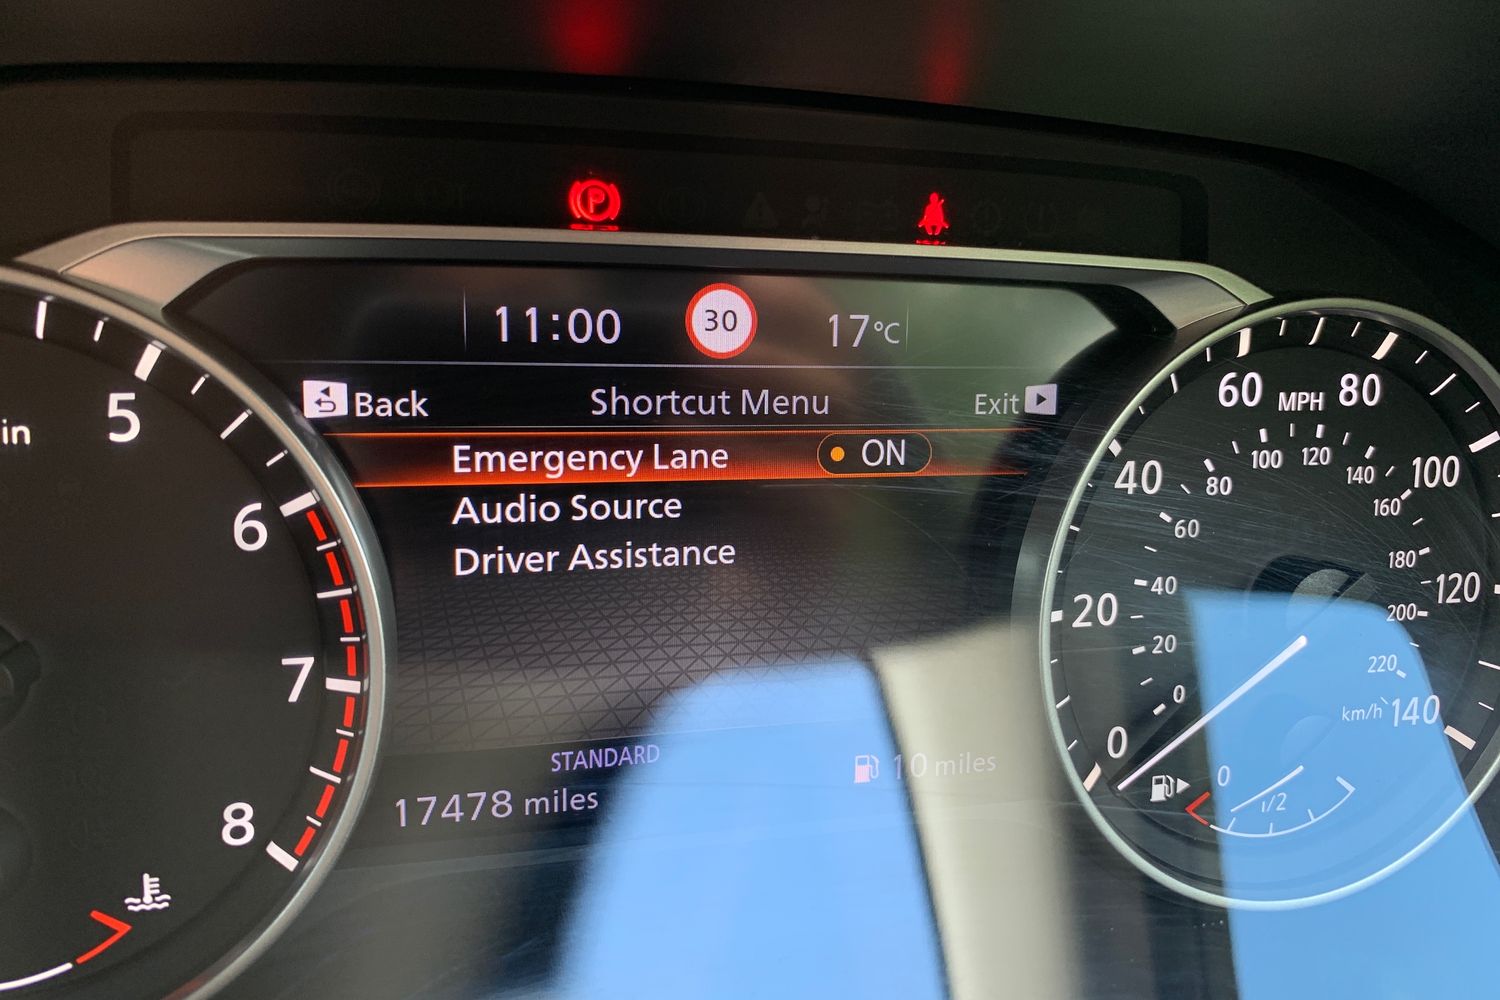 P
11:00 30 17°C
Back Shortcut Menu Exit
Emergency Lane ON
Audio Source
Driver Assistance
STANDARD
17478 miles
10 miles
in
5
6
7
8
MPH
0 20 40 60 80 100 120 140
0 20 40 60 80 100 120 140 160 180 200 220
km/h
0 1/2